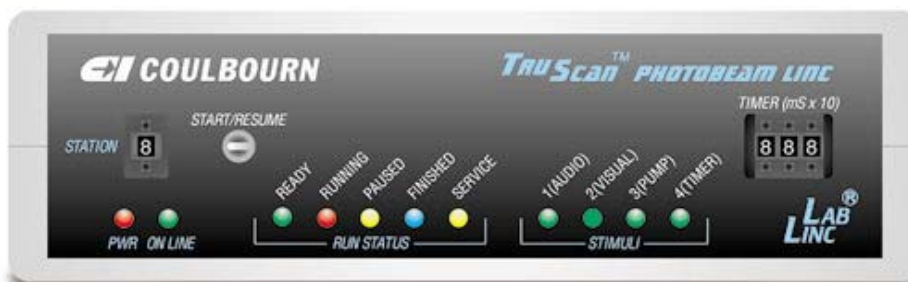 COULBOURN
TRUSCAN™ PHOTOBEAM LINC
TIMER (mS x 10)
START/RESUME
STATION 8
888
READY RUNNING PAUSED FINISHED SERVICE
1(AUDIO) 2(VISUAL) 3(PUMP) 4(TIMER)
PWR ON LINE
RUN STATUS
STIMULI
LAB LINC®